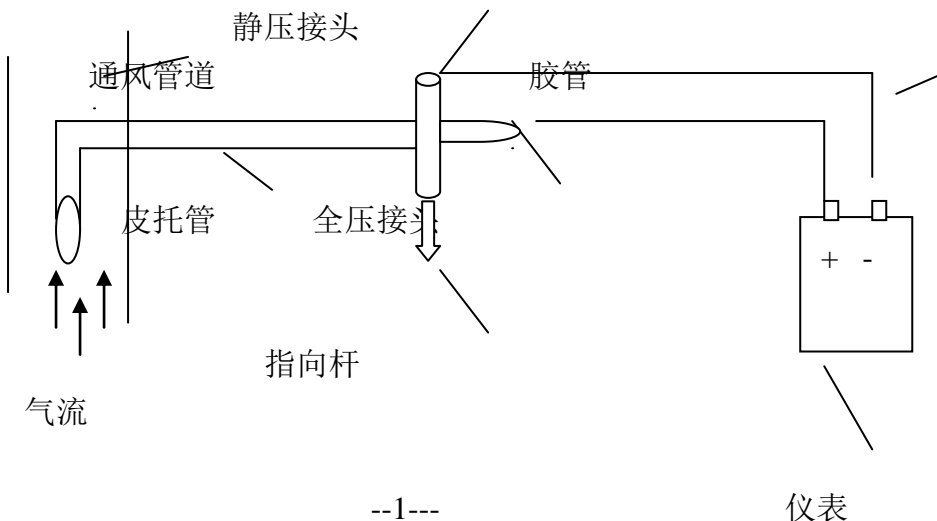 静压接头
通风管道 胶管
皮托管 全压接头
+ -
指向杆
气流
--1--- 仪表